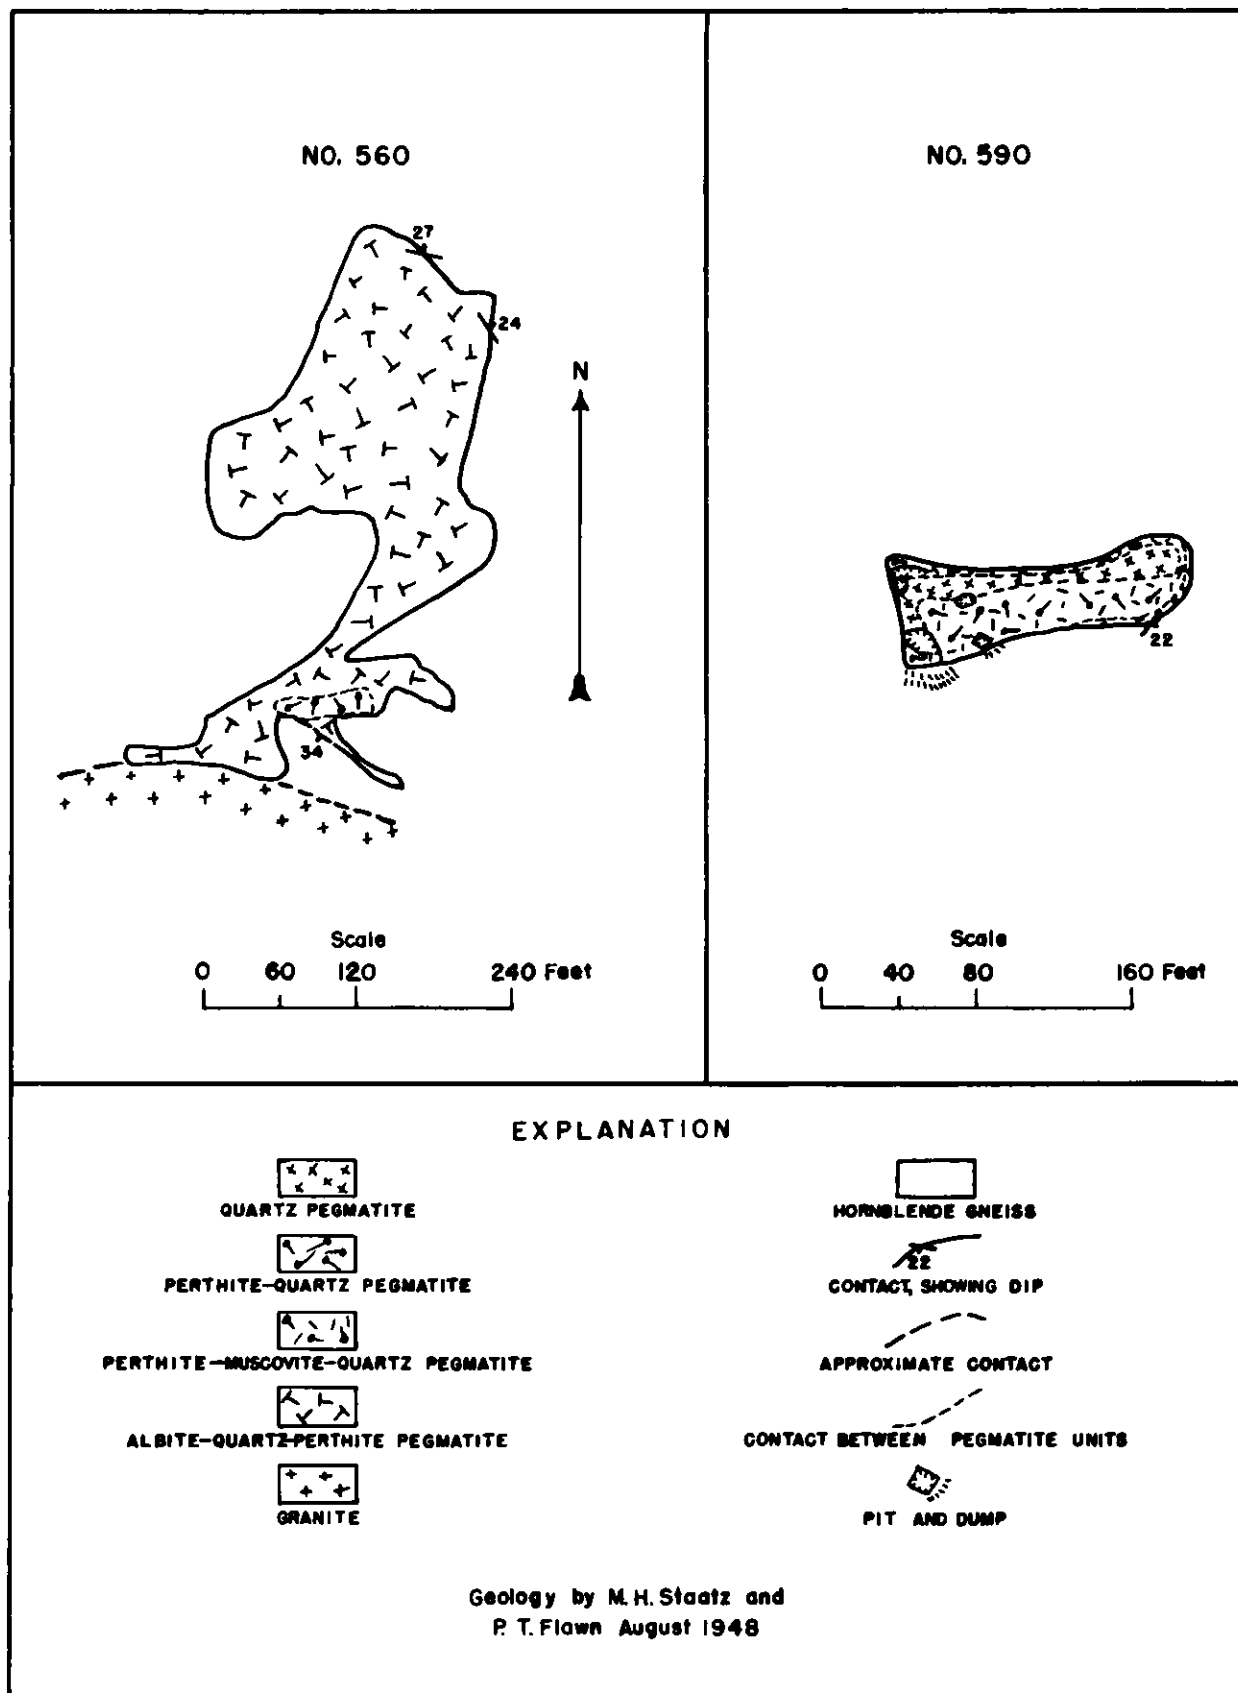 NO. 560
NO. 590
27
24
N
22
34
Scale
0 60 120 240 Feet
Scale
0 40 80 160 Feet
EXPLANATION
QUARTZ PEGMATITE
PERTHITE-QUARTZ PEGMATITE
PERTHITE-MUSCOVITE-QUARTZ PEGMATITE
ALBITE-QUARTZ-PERTHITE PEGMATITE
GRANITE
HORNBLENDE GNEISS
22
CONTACT, SHOWING DIP
APPROXIMATE CONTACT
CONTACT BETWEEN PEGMATITE UNITS
PIT AND DUMP
Geology by M. H. Staatz and
P. T. Flawn August 1948